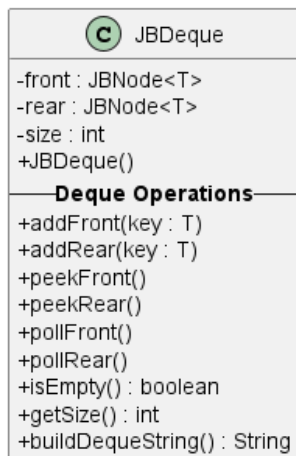 C JBDeque
-front : JBNode<T>
-rear : JBNode<T>
-size : int
+JBDeque()
Deque Operations
+addFront(key : T)
+addRear(key : T)
+peekFront()
+peekRear()
+pollFront()
+pollRear()
+isEmpty() : boolean
+getSize() : int
+buildDequeString() : String